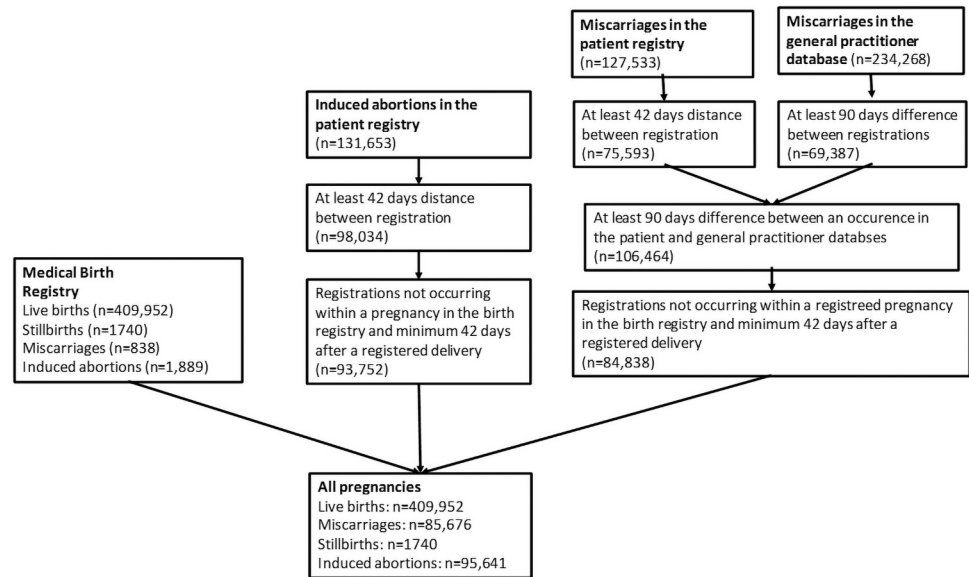 Miscarriages in the
patient registry
(n=127,533)
Miscarriages in the
general practitioner
database (n=234,268)
Induced abortions in the
patient registry
(n=131,653)
At least 42 days distance
between registration
(n=75,593)
At least 90 days difference
between registrations
(n=69,387)
At least 42 days distance
between registration
(n=98,034)
At least 90 days difference between an occurence in
the patient and general practitioner databses
(n=106,464)
Medical Birth
Registry
Live births (n=409,952)
Stillbirths (n=1740)
Miscarriages (n=838)
Induced abortions (n=1,889)
Registrations not occurring
within a pregnancy in the birth
registry and minimum 42 days
after a registered delivery
(n=93,752)
Registrations not occurring within a registreed pregnancy
in the birth registry and minimum 42 days after a
registered delivery
(n=84,838)
All pregnancies
Live births: n=409,952
Miscarriages: n=85,676
Stillbirths: n=1740
Induced abortions: n=95,641